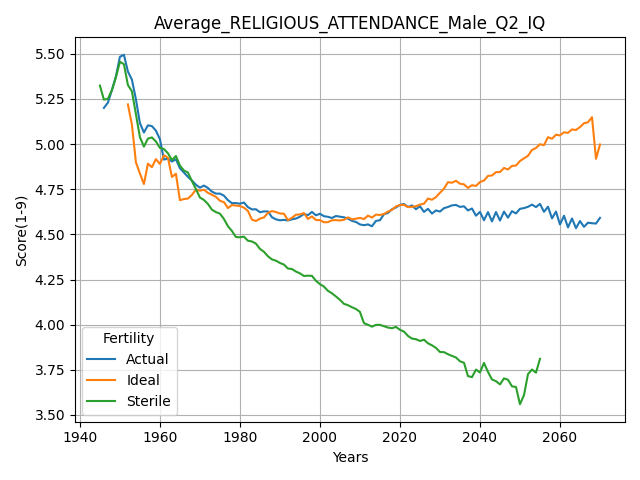 Average_RELIGIOUS_ATTENDANCE_Male_Q2_IQ
Score(1-9)
5.50
5.25
5.00
4.75
4.50
4.25
4.00
3.75
3.50
Fertility
Actual
Ideal
Sterile
1940 1960 1980 2000 2020 2040 2060
Years